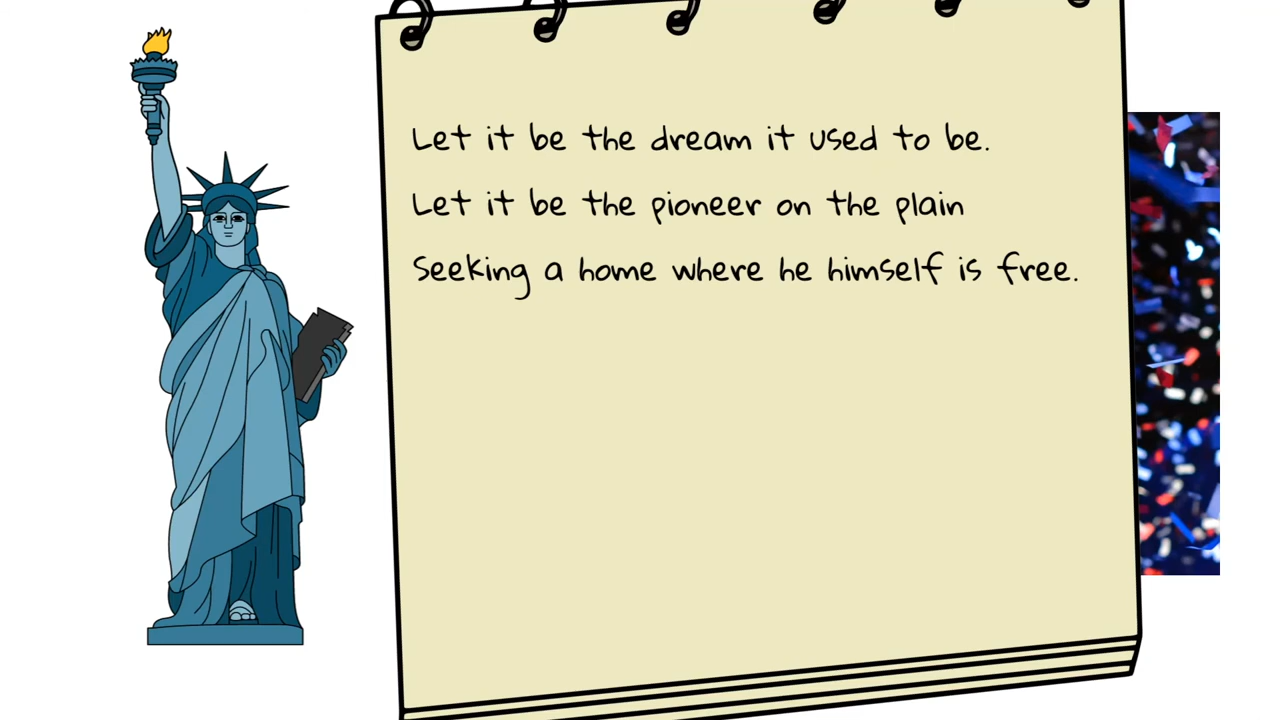 Let it be the dream it used to be.
Let it be the pioneer on the plain
Seeking a home where he himself is free.